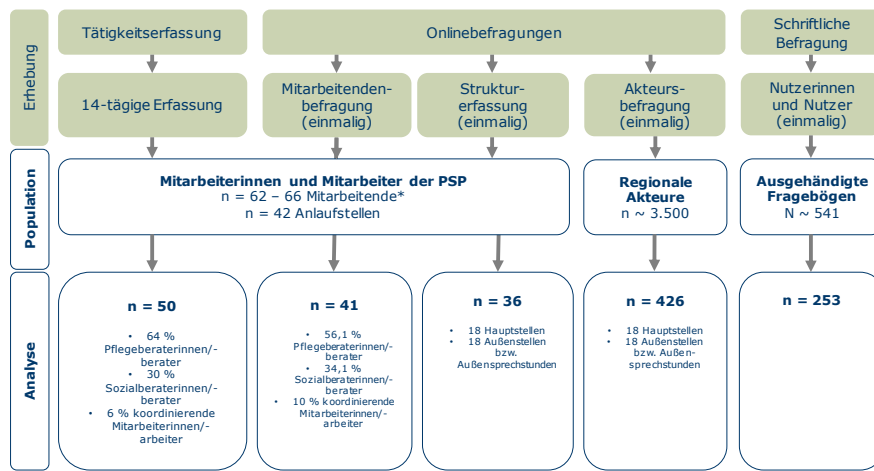 Erhebung
Tätigkeitserfassung
Onlinebefragungen
Schriftliche
Befragung
14-tägige Erfassung
Mitarbeitenden-
befragung
(einmalig)
Struktur-
erfassung
(einmalig)
Akteurs-
befragung
(einmalig)
Nutzerinnen
und Nutzer
(einmalig)
Population
Mitarbeiterinnen und Mitarbeiter der PSP
n = 62 – 66 Mitarbeitende*
n = 42 Anlaufstellen
Regionale
Akteure
n ~ 3.500
Ausgehändigte
Fragebögen
N ~ 541
Analyse
n = 50
• 64 %
Pflegeberaterinnen/-
berater
• 30 %
Sozialberaterinnen/-
berater
• 6 % koordinierende
Mitarbeiterinnen/-
arbeiter
n = 41
• 56,1 %
Pflegeberaterinnen/-
berater
• 34,1 %
Sozialberaterinnen/-
berater
• 10 % koordinierende
Mitarbeiterinnen/-
arbeiter
n = 36
• 18 Hauptstellen
• 18 Außenstellen
bzw.
Außensprechstunden
n = 426
• 18 Hauptstellen
• 18 Außenstellen
bzw. Außen-
sprechstunden
n = 253